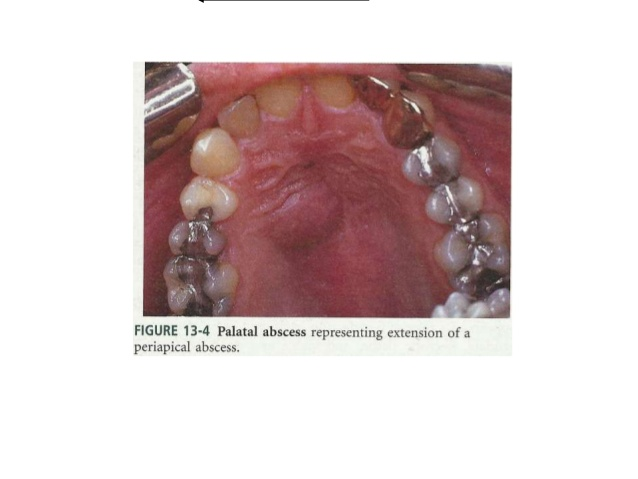 FIGURE 13-4 Palatal abscess representing extension of a
periapical abscess.